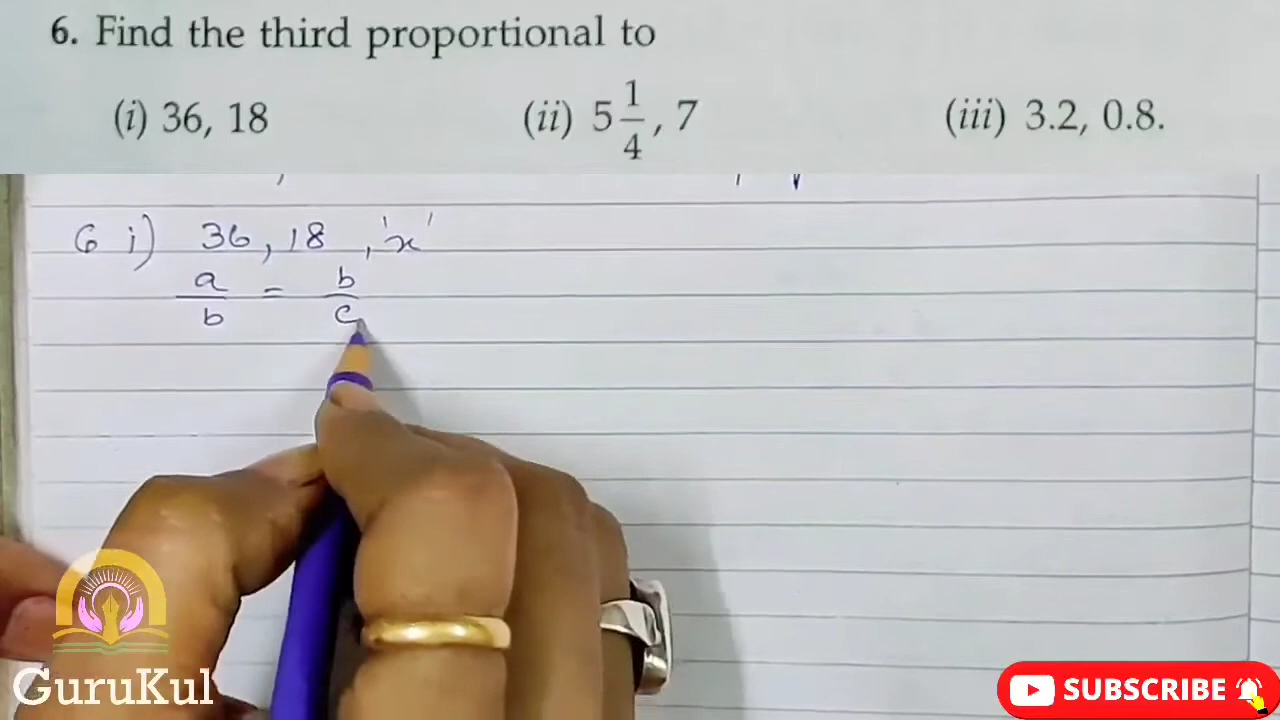 6. Find the third proportional to
(i) 36, 18 (ii) 5 1/4, 7 (iii) 3.2, 0.8.
6 i) 36, 18, 'x'
a/b = b/c
GuruKul
SUBSCRIBE